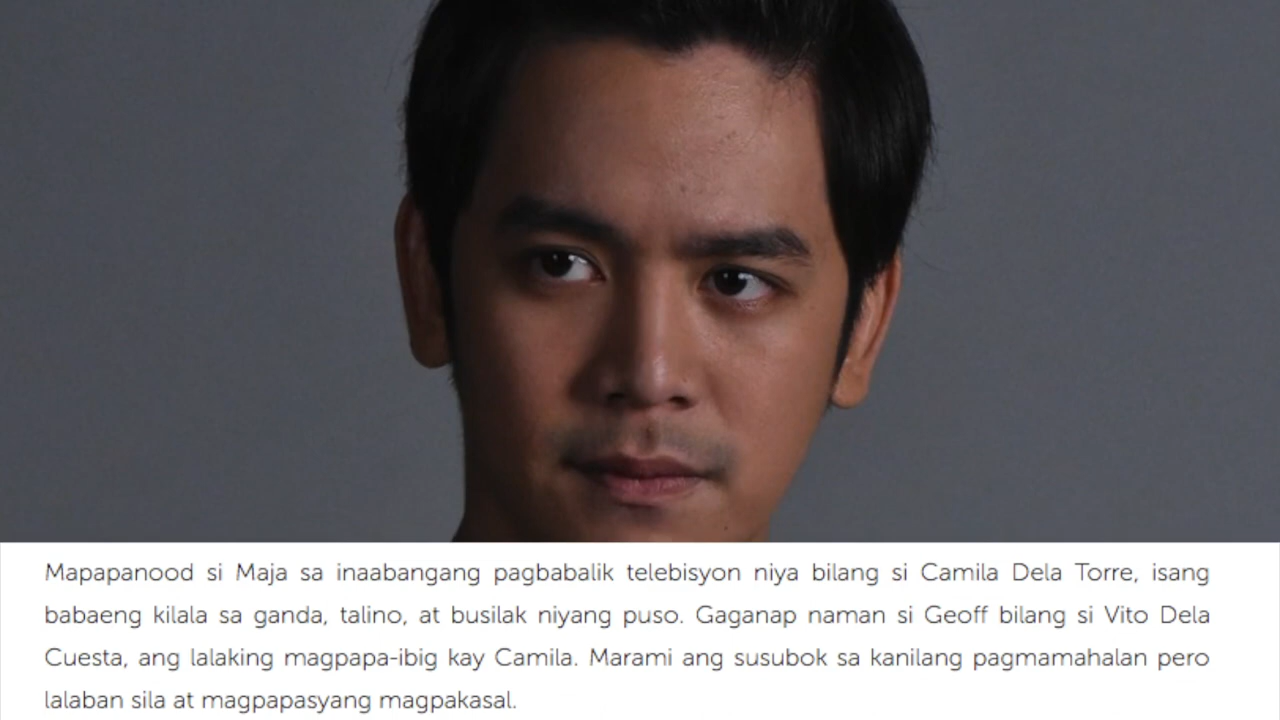 Mapapanood si Maja sa inaabangang pagbabalik telebisyon niya bilang si Camila Dela Torre, isang
babaeng kilala sa ganda, talino, at busilak niyang puso. Gaganap naman si Geoff bilang si Vito Dela
Cuesta, ang lalaking magpapa-ibig kay Camila. Marami ang susubok sa kanilang pagmamahalan pero
lalaban sila at magpapasyang magpakasal.